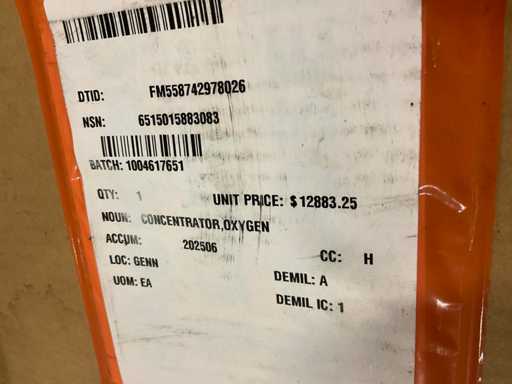 DTID: FM558742978026
NSN: 6515015883083
BATCH: 1004617651
QTY: 1 UNIT PRICE: $12883.25
NOUN: CONCENTRATOR,OXYGEN
ACCUM: 202506 CC: H
LOC: GENN DEMIL: A
UOM: EA DEMIL IC: 1